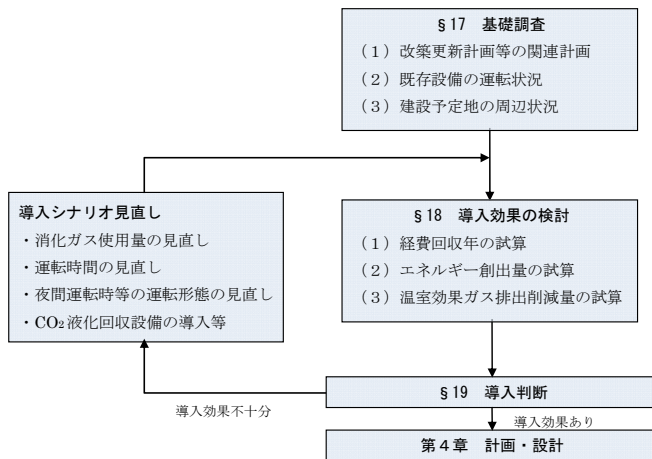 §17 基礎調査
（1）改築更新計画等の関連計画
（2）既存設備の運転状況
（3）建設予定地の周辺状況
導入シナリオ見直し
・消化ガス使用量の見直し
・運転時間の見直し
・夜間運転時等の運転形態の見直し
・CO₂液化回収設備の導入等
§18 導入効果の検討
（1）経費回収年の試算
（2）エネルギー創出量の試算
（3）温室効果ガス排出削減量の試算
§19 導入判断
導入効果不十分
導入効果あり
第４章 計画・設計